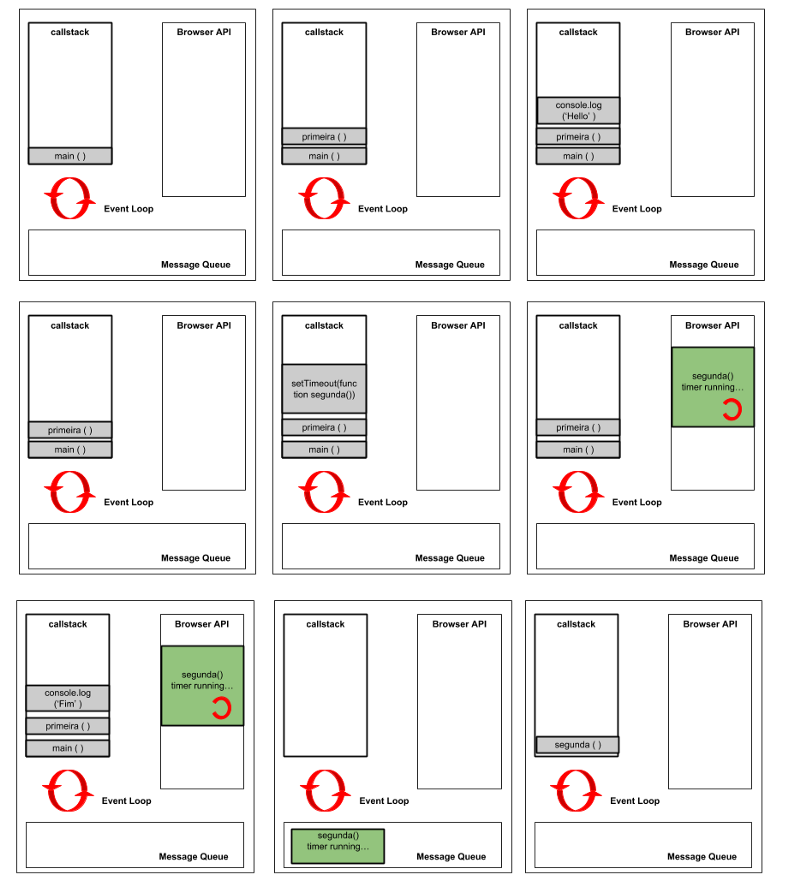 callstack
Browser API
main ( )
Event Loop
Message Queue
callstack
Browser API
primeira ( )
main ( )
Event Loop
Message Queue
callstack
Browser API
console.log
(‘Hello’ )
primeira ( )
main ( )
Event Loop
Message Queue
callstack
Browser API
primeira ( )
main ( )
Event Loop
Message Queue
callstack
Browser API
setTimeout(func
tion segunda())
primeira ( )
main ( )
Event Loop
Message Queue
callstack
Browser API
segunda()
timer running…
primeira ( )
main ( )
Event Loop
Message Queue
callstack
Browser API
segunda()
timer running…
console.log
(‘Fim’ )
primeira ( )
main ( )
Event Loop
Message Queue
callstack
Browser API
Event Loop
segunda()
timer running…
Message Queue
callstack
Browser API
segunda ( )
Event Loop
Message Queue